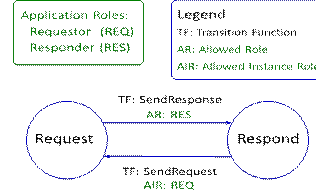 Application Roles:
Requestor (REQ)
Responder (RES)
Legend
TF: Transition Function
AR: Allowed Role
AIR: Allowed Instance Role
TF: SendResponse
AR: RES
Request
Respond
TF: SendRequest
AIR: REQ